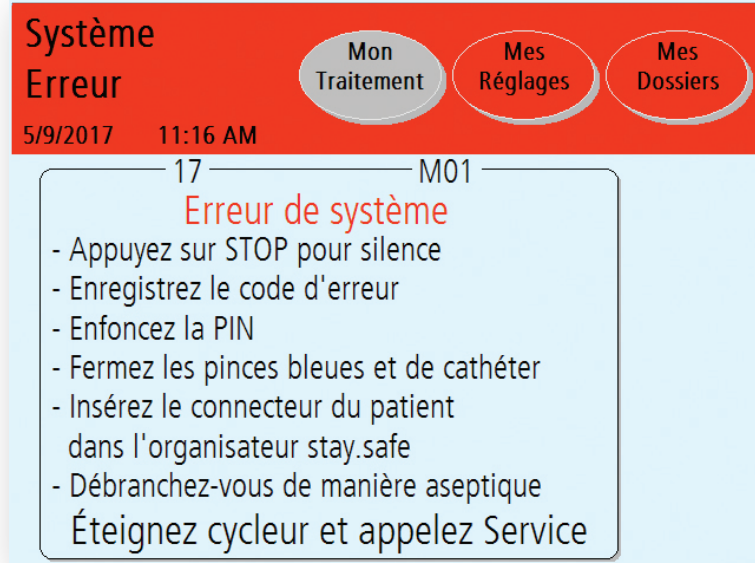 Système
Erreur
Mon
Traitement
Mes
Réglages
Mes
Dossiers
5/9/2017 11:16 AM
17 M01
Erreur de système
- Appuyez sur STOP pour silence
- Enregistrez le code d'erreur
- Enfoncez la PIN
- Fermez les pinces bleues et de cathéter
- Insérez le connecteur du patient
dans l'organisateur stay.safe
- Débranchez-vous de manière aseptique
Éteignez cycleur et appelez Service